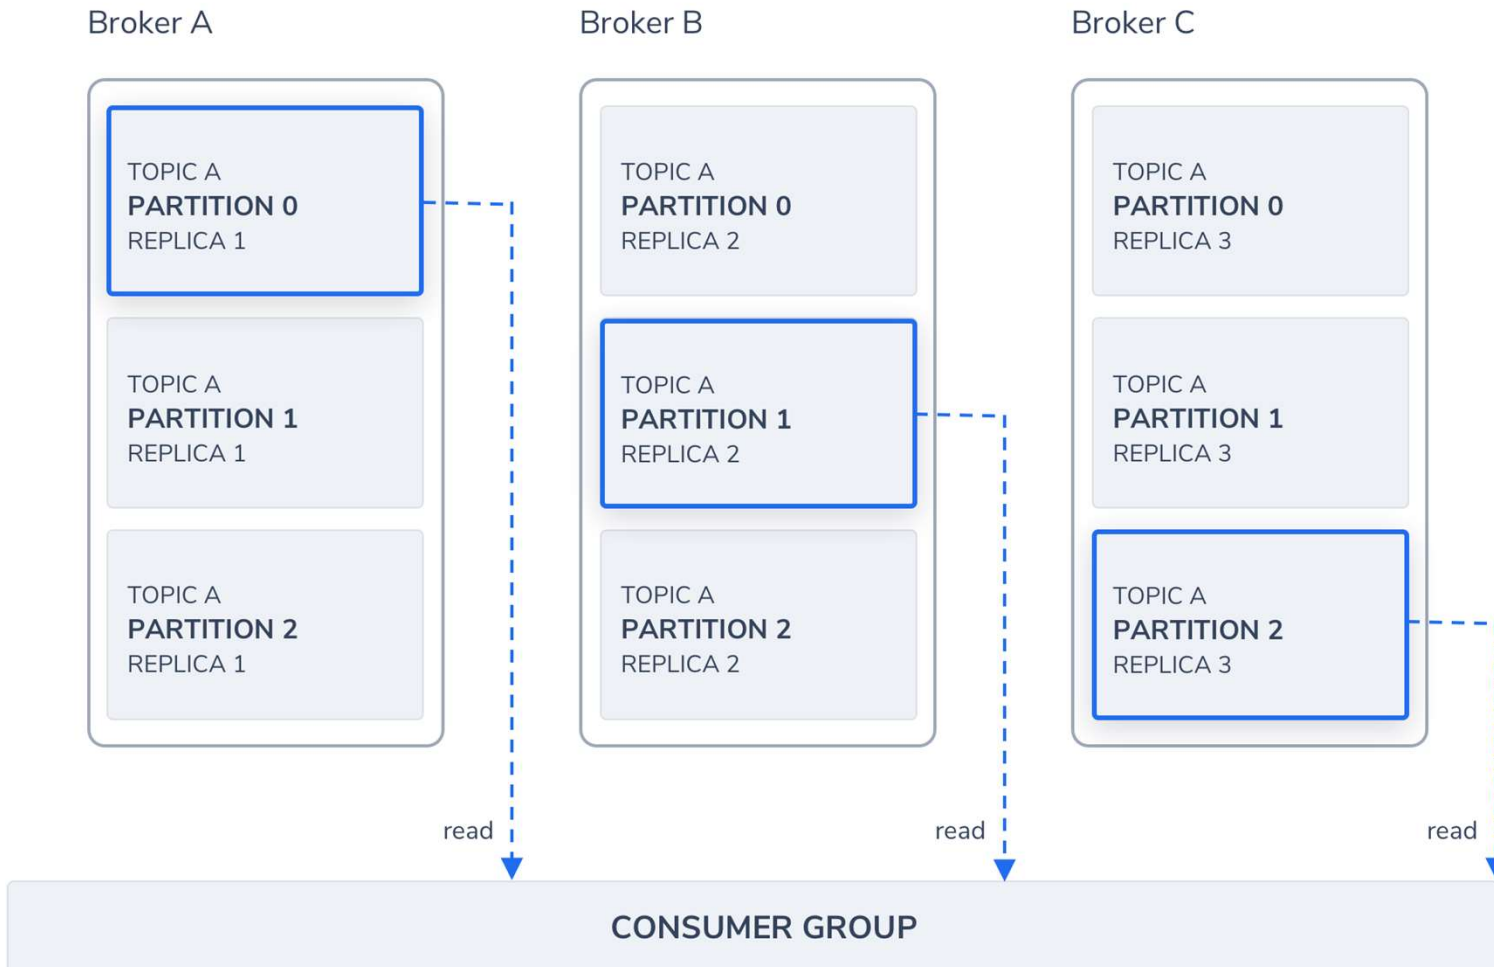 Broker A
TOPIC A
PARTITION 0
REPLICA 1
TOPIC A
PARTITION 1
REPLICA 1
TOPIC A
PARTITION 2
REPLICA 1
read
Broker B
TOPIC A
PARTITION 0
REPLICA 2
TOPIC A
PARTITION 1
REPLICA 2
TOPIC A
PARTITION 2
REPLICA 2
read
Broker C
TOPIC A
PARTITION 0
REPLICA 3
TOPIC A
PARTITION 1
REPLICA 3
TOPIC A
PARTITION 2
REPLICA 3
read
CONSUMER GROUP